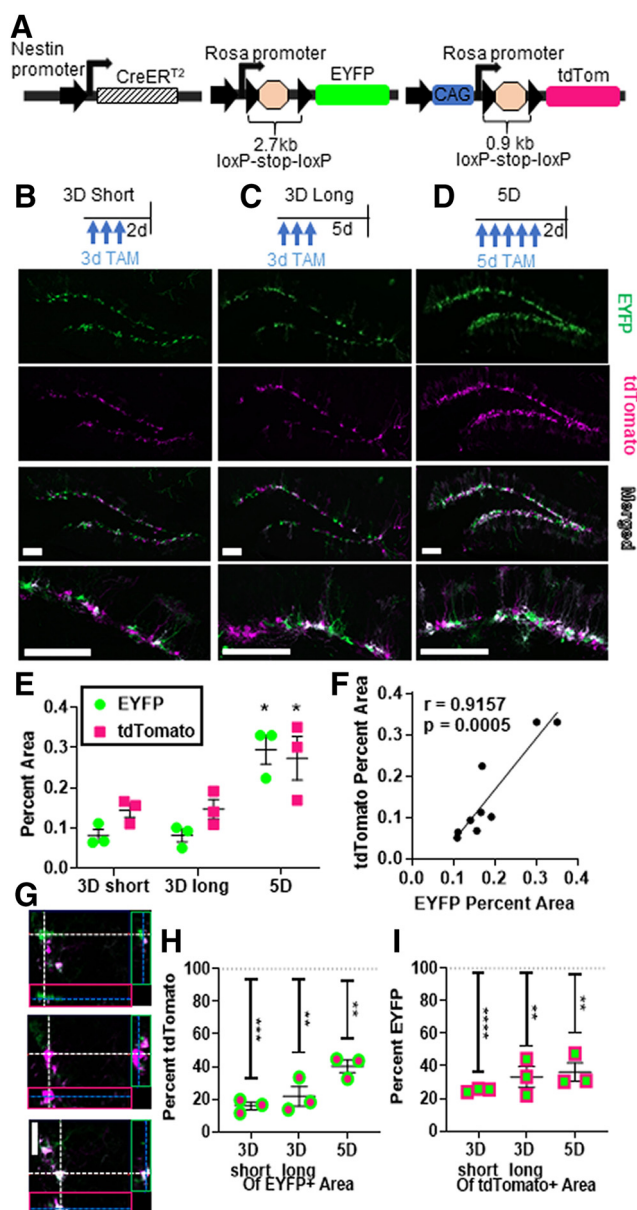 A
Nestin promoter
CreERT2
Rosa promoter
EYFP
2.7kb
loxP-stop-loxP
Rosa promoter
CAG
tdTom
0.9 kb
loxP-stop-loxP
B
3D Short
2d
3d TAM
C
3D Long
5d
3d TAM
D
5D
2d
5d TAM
EYFP
tdTomato
Merged
E
EYFP
tdTomato
* *
Percent Area
0.4
0.3
0.2
0.1
0.0
3D short
3D long
5D
F
r = 0.9157
p = 0.0005
tdTomato Percent Area
0.4
0.3
0.2
0.1
0.0
0.0 0.1 0.2 0.3 0.4
EYFP Percent Area
G
H
Percent tdTomato
100
80
60
40
20
0
***
**
**
3D short
3D long
5D
Of EYFP+ Area
I
Percent EYFP
100
80
60
40
20
0
****
**
**
3D short
3D long
5D
Of tdTomato+ Area